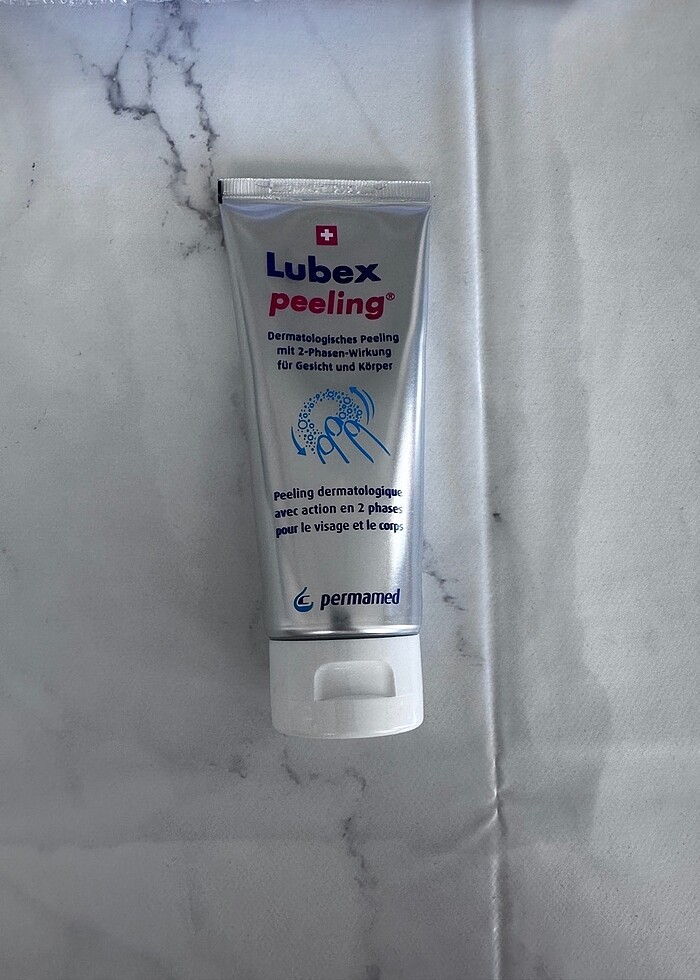 Lubex
peeling®
Dermatologisches Peeling
mit 2-Phasen-Wirkung
für Gesicht und Körper
Peeling dermatologique
avec action en 2 phases
pour le visage et le corps
permamed